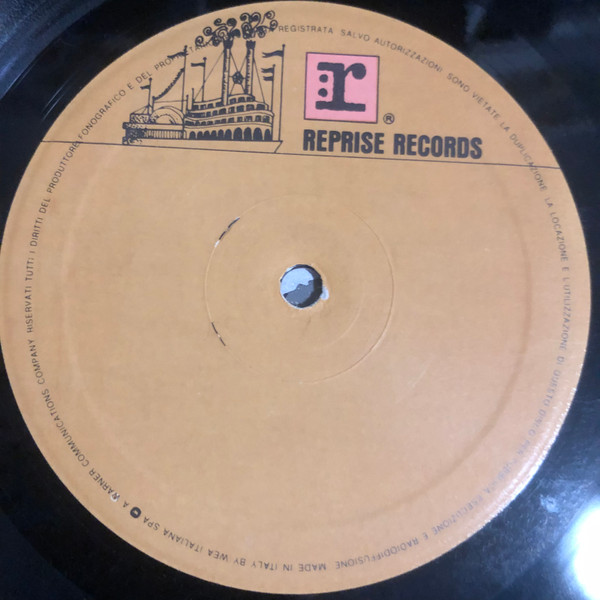 :r
®
REPRISE RECORDS
MADE IN ITALY BY WEA ITALIANA SPA A WARNER COMMUNICATIONS COMPANY RISERVATI TUTTI I DIRITTI DEL PRODUTTORE FONOGRAFICO E DEL REGISTRATA SALVO AUTORIZZAZIONI SONO VIETATE LA DUPLICAZIONE LA LOCAZIONE E L'UTILIZZAZIONE DI QUESTO DISCO PER ESECUZIONE E RADIODIFFUSIONE